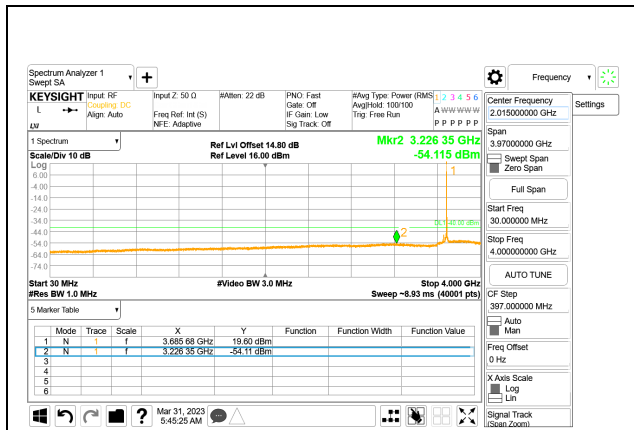 Spectrum Analyzer 1
Swept SA
Frequency
KEYSIGHT
L
LXI
Input: RF
Coupling: DC
Align: Auto
Input Z: 50 Ω
Freq Ref: Int (S)
NFE: Adaptive
#Atten: 22 dB
PNO: Fast
Gate: Off
IF Gain: Low
Sig Track: Off
#Avg Type: Power (RMS
Avg|Hold: 100/100
Trig: Free Run
1 2 3 4 5 6
A W W W W W
P P P P P P
1 Spectrum
Scale/Div 10 dB
Log
Ref Lvl Offset 14.80 dB
Ref Level 16.00 dBm
Mkr2 3.226 35 GHz
-54.115 dBm
6.00
-4.00
-14.0
-24.0
-34.0
-44.0
-54.0
-64.0
-74.0
1
2
DL1 -40.00 dBm
Start 30 MHz
#Res BW 1.0 MHz
#Video BW 3.0 MHz
Stop 4.000 GHz
Sweep ~8.93 ms (40001 pts)
5 Marker Table
Mode Trace Scale X Y Function Function Width Function Value
1 N 1 f 3.685 68 GHz 19.60 dBm
2 N 1 f 3.226 35 GHz -54.11 dBm
3
4
5
6
Mar 31, 2023
5:45:25 AM
?
Center Frequency
2.015000000 GHz
Settings
Span
3.97000000 GHz
Swept Span
Zero Span
Full Span
Start Freq
30.000000 MHz
Stop Freq
4.000000000 GHz
AUTO TUNE
CF Step
397.000000 MHz
Auto
Man
Freq Offset
0 Hz
X Axis Scale
Log
Lin
Signal Track
(Span Zoom)